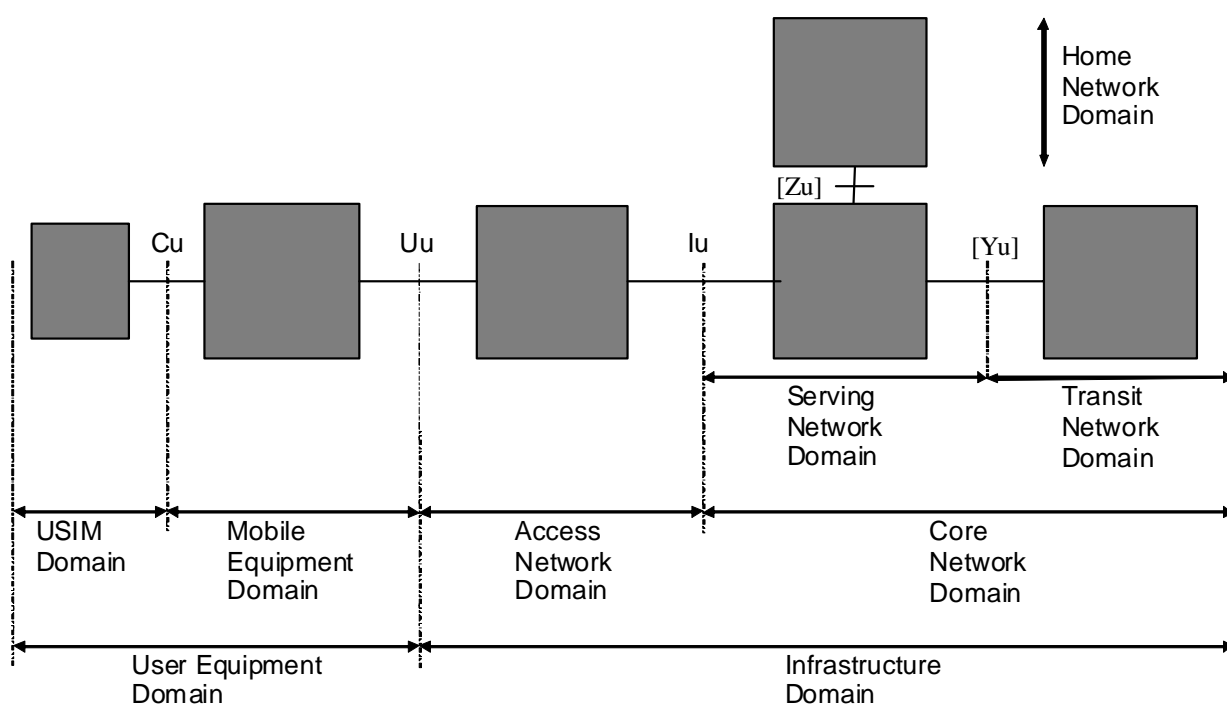 Home
Network
Domain
[Zu]
Cu
Uu
Iu
[Yu]
Serving
Network
Domain
Transit
Network
Domain
USIM
Domain
Mobile
Equipment
Domain
Access
Network
Domain
Core
Network
Domain
User Equipment
Domain
Infrastructure
Domain